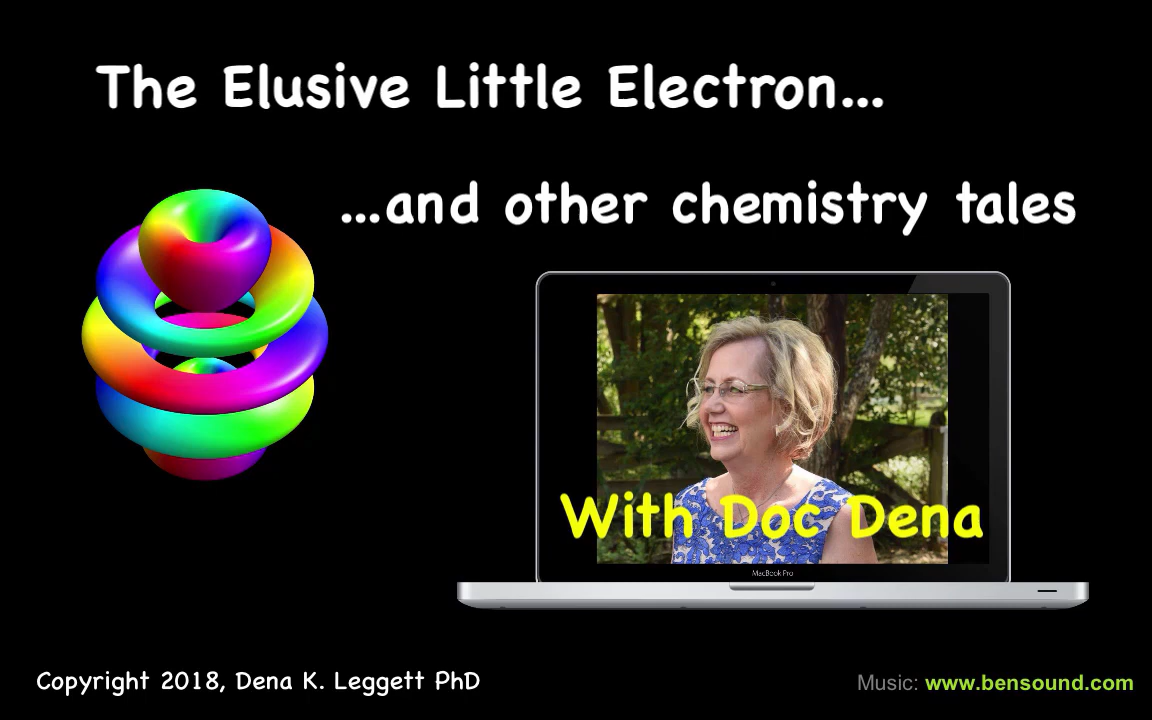 The Elusive Little Electron...
...and other chemistry tales
With Doc Dena
MacBook Pro
Copyright 2018, Dena K. Leggett PhD
Music: www.bensound.com